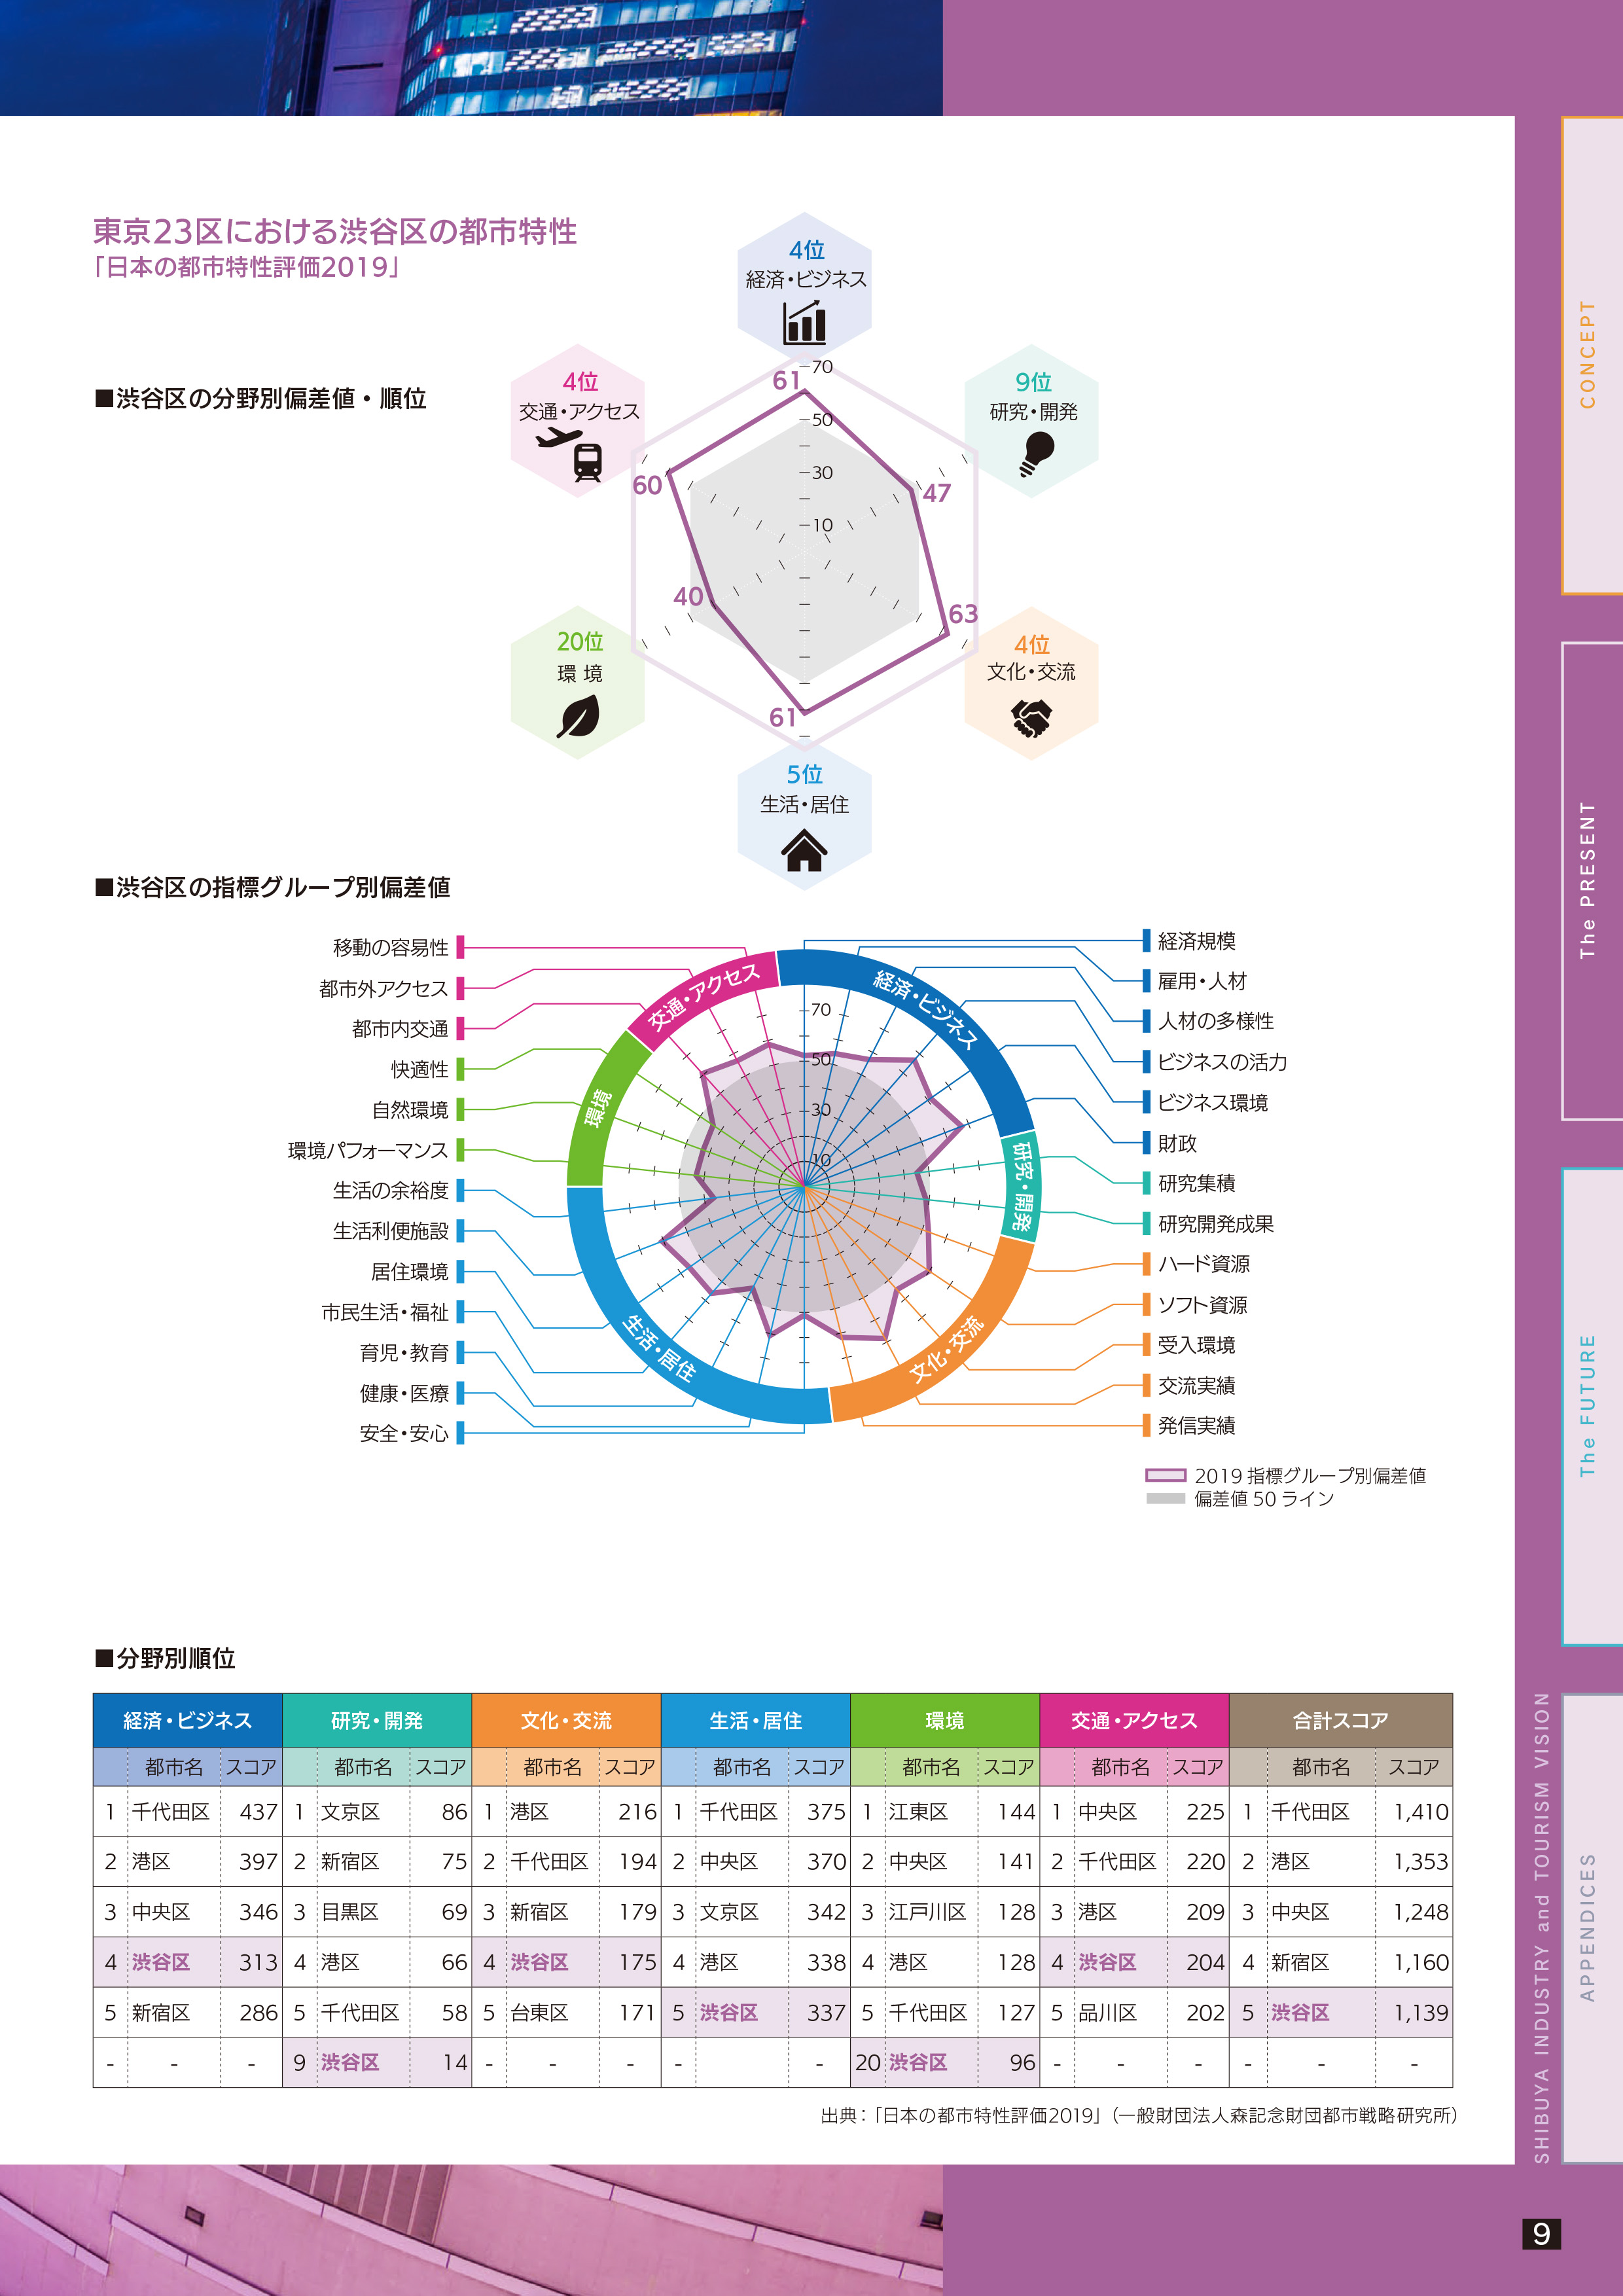 東京23区における渋谷区の都市特性
「日本の都市特性評価2019」
■渋谷区の分野別偏差値・順位
4位
経済・ビジネス
4位
交通・アクセス
9位
研究・開発
20位
環 境
4位
文化・交流
5位
生活・居住
70
50
30
10
61
47
63
61
40
60
■渋谷区の指標グループ別偏差値
移動の容易性
都市外アクセス
都市内交通
快適性
自然環境
環境パフォーマンス
生活の余裕度
生活利便施設
居住環境
市民生活・福祉
育児・教育
健康・医療
安全・安心
交通・アクセス
経済・ビジネス
環境
研究・開発
生活・居住
文化・交流
70
50
30
10
経済規模
雇用・人材
人材の多様性
ビジネスの活力
ビジネス環境
財政
研究集積
研究開発成果
ハード資源
ソフト資源
受入環境
交流実績
発信実績
2019 指標グループ別偏差値
偏差値 50 ライン
■分野別順位
経済・ビジネス 研究・開発 文化・交流 生活・居住 環境 交通・アクセス 合計スコア
都市名 スコア 都市名 スコア 都市名 スコア 都市名 スコア 都市名 スコア 都市名 スコア 都市名 スコア
1 千代田区 437 1 文京区 86 1 港区 216 1 千代田区 375 1 江東区 144 1 中央区 225 1 千代田区 1,410
2 港区 397 2 新宿区 75 2 千代田区 194 2 中央区 370 2 中央区 141 2 千代田区 220 2 港区 1,353
3 中央区 346 3 目黒区 69 3 新宿区 179 3 文京区 342 3 江戸川区 128 3 港区 209 3 中央区 1,248
4 渋谷区 313 4 港区 66 4 渋谷区 175 4 港区 338 4 港区 128 4 渋谷区 204 4 新宿区 1,160
5 新宿区 286 5 千代田区 58 5 台東区 171 5 渋谷区 337 5 千代田区 127 5 品川区 202 5 渋谷区 1,139
- - - 9 渋谷区 14 - - - - - 20 渋谷区 96 - - - - - -
出典：「日本の都市特性評価2019」（一般財団法人森記念財団都市戦略研究所）
CONCEPT
The PRESENT
The FUTURE
APPENDICES
SHIBUYA INDUSTRY and TOURISM VISION
9